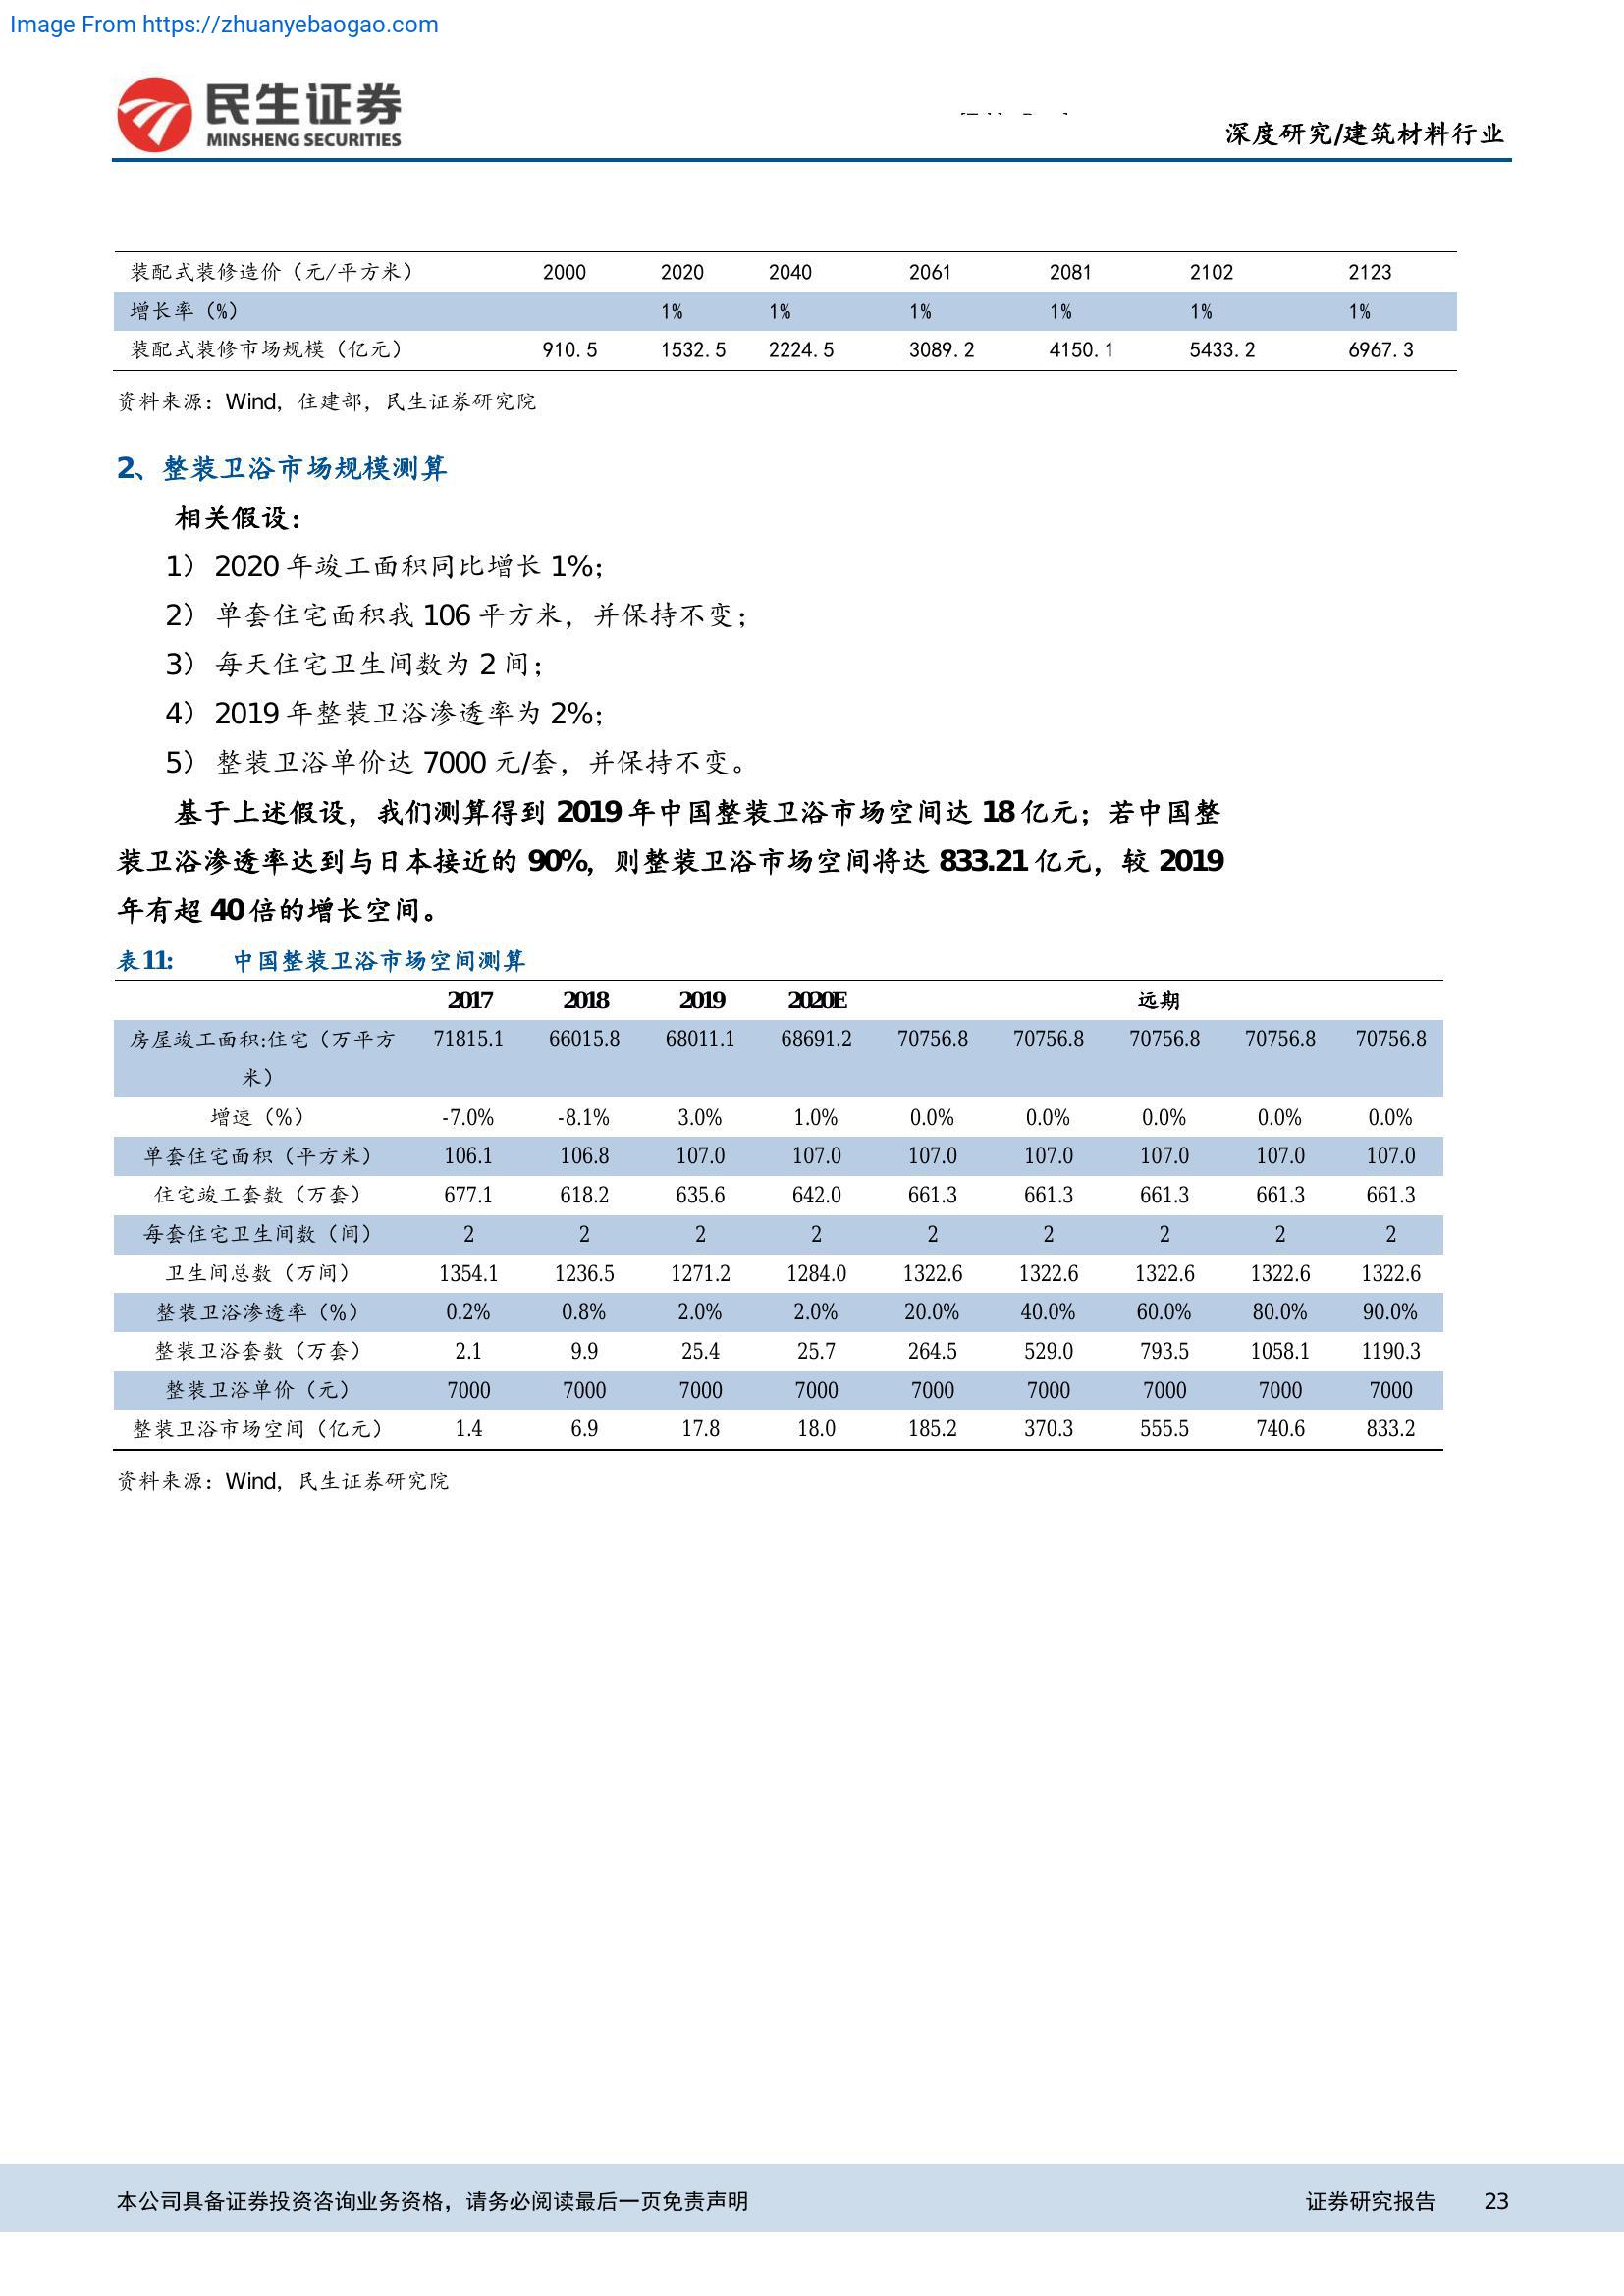 Image From https://zhuanyebaogao.com
民生证券
MINSHENG SECURITIES
深度研究/建筑材料行业
装配式装修造价（元/平方米） 2000 2020 2040 2061 2081 2102 2123
增长率（%） 1% 1% 1% 1% 1% 1%
装配式装修市场规模（亿元） 910.5 1532.5 2224.5 3089.2 4150.1 5433.2 6967.3
资料来源：Wind，住建部，民生证券研究院
2、整装卫浴市场规模测算
相关假设：
1） 2020 年竣工面积同比增长 1%；
2） 单套住宅面积我 106 平方米，并保持不变；
3） 每天住宅卫生间数为 2 间；
4） 2019 年整装卫浴渗透率为 2%；
5） 整装卫浴单价达 7000 元/套，并保持不变。
基于上述假设，我们测算得到 2019 年中国整装卫浴市场空间达 18 亿元；若中国整
装卫浴渗透率达到与日本接近的 90%，则整装卫浴市场空间将达 833.21 亿元，较 2019
年有超 40 倍的增长空间。
表 11: 中国整装卫浴市场空间测算
2017 2018 2019 2020E 远期
房屋竣工面积:住宅（万平方 71815.1 66015.8 68011.1 68691.2 70756.8 70756.8 70756.8 70756.8 70756.8
米）
增速（%） -7.0% -8.1% 3.0% 1.0% 0.0% 0.0% 0.0% 0.0% 0.0%
单套住宅面积（平方米） 106.1 106.8 107.0 107.0 107.0 107.0 107.0 107.0 107.0
住宅竣工套数（万套） 677.1 618.2 635.6 642.0 661.3 661.3 661.3 661.3 661.3
每套住宅卫生间数（间） 2 2 2 2 2 2 2 2 2
卫生间总数（万间） 1354.1 1236.5 1271.2 1284.0 1322.6 1322.6 1322.6 1322.6 1322.6
整装卫浴渗透率（%） 0.2% 0.8% 2.0% 2.0% 20.0% 40.0% 60.0% 80.0% 90.0%
整装卫浴套数（万套） 2.1 9.9 25.4 25.7 264.5 529.0 793.5 1058.1 1190.3
整装卫浴单价（元） 7000 7000 7000 7000 7000 7000 7000 7000 7000
整装卫浴市场空间（亿元） 1.4 6.9 17.8 18.0 185.2 370.3 555.5 740.6 833.2
资料来源：Wind，民生证券研究院
本公司具备证券投资咨询业务资格，请务必阅读最后一页免责声明 证券研究报告 23